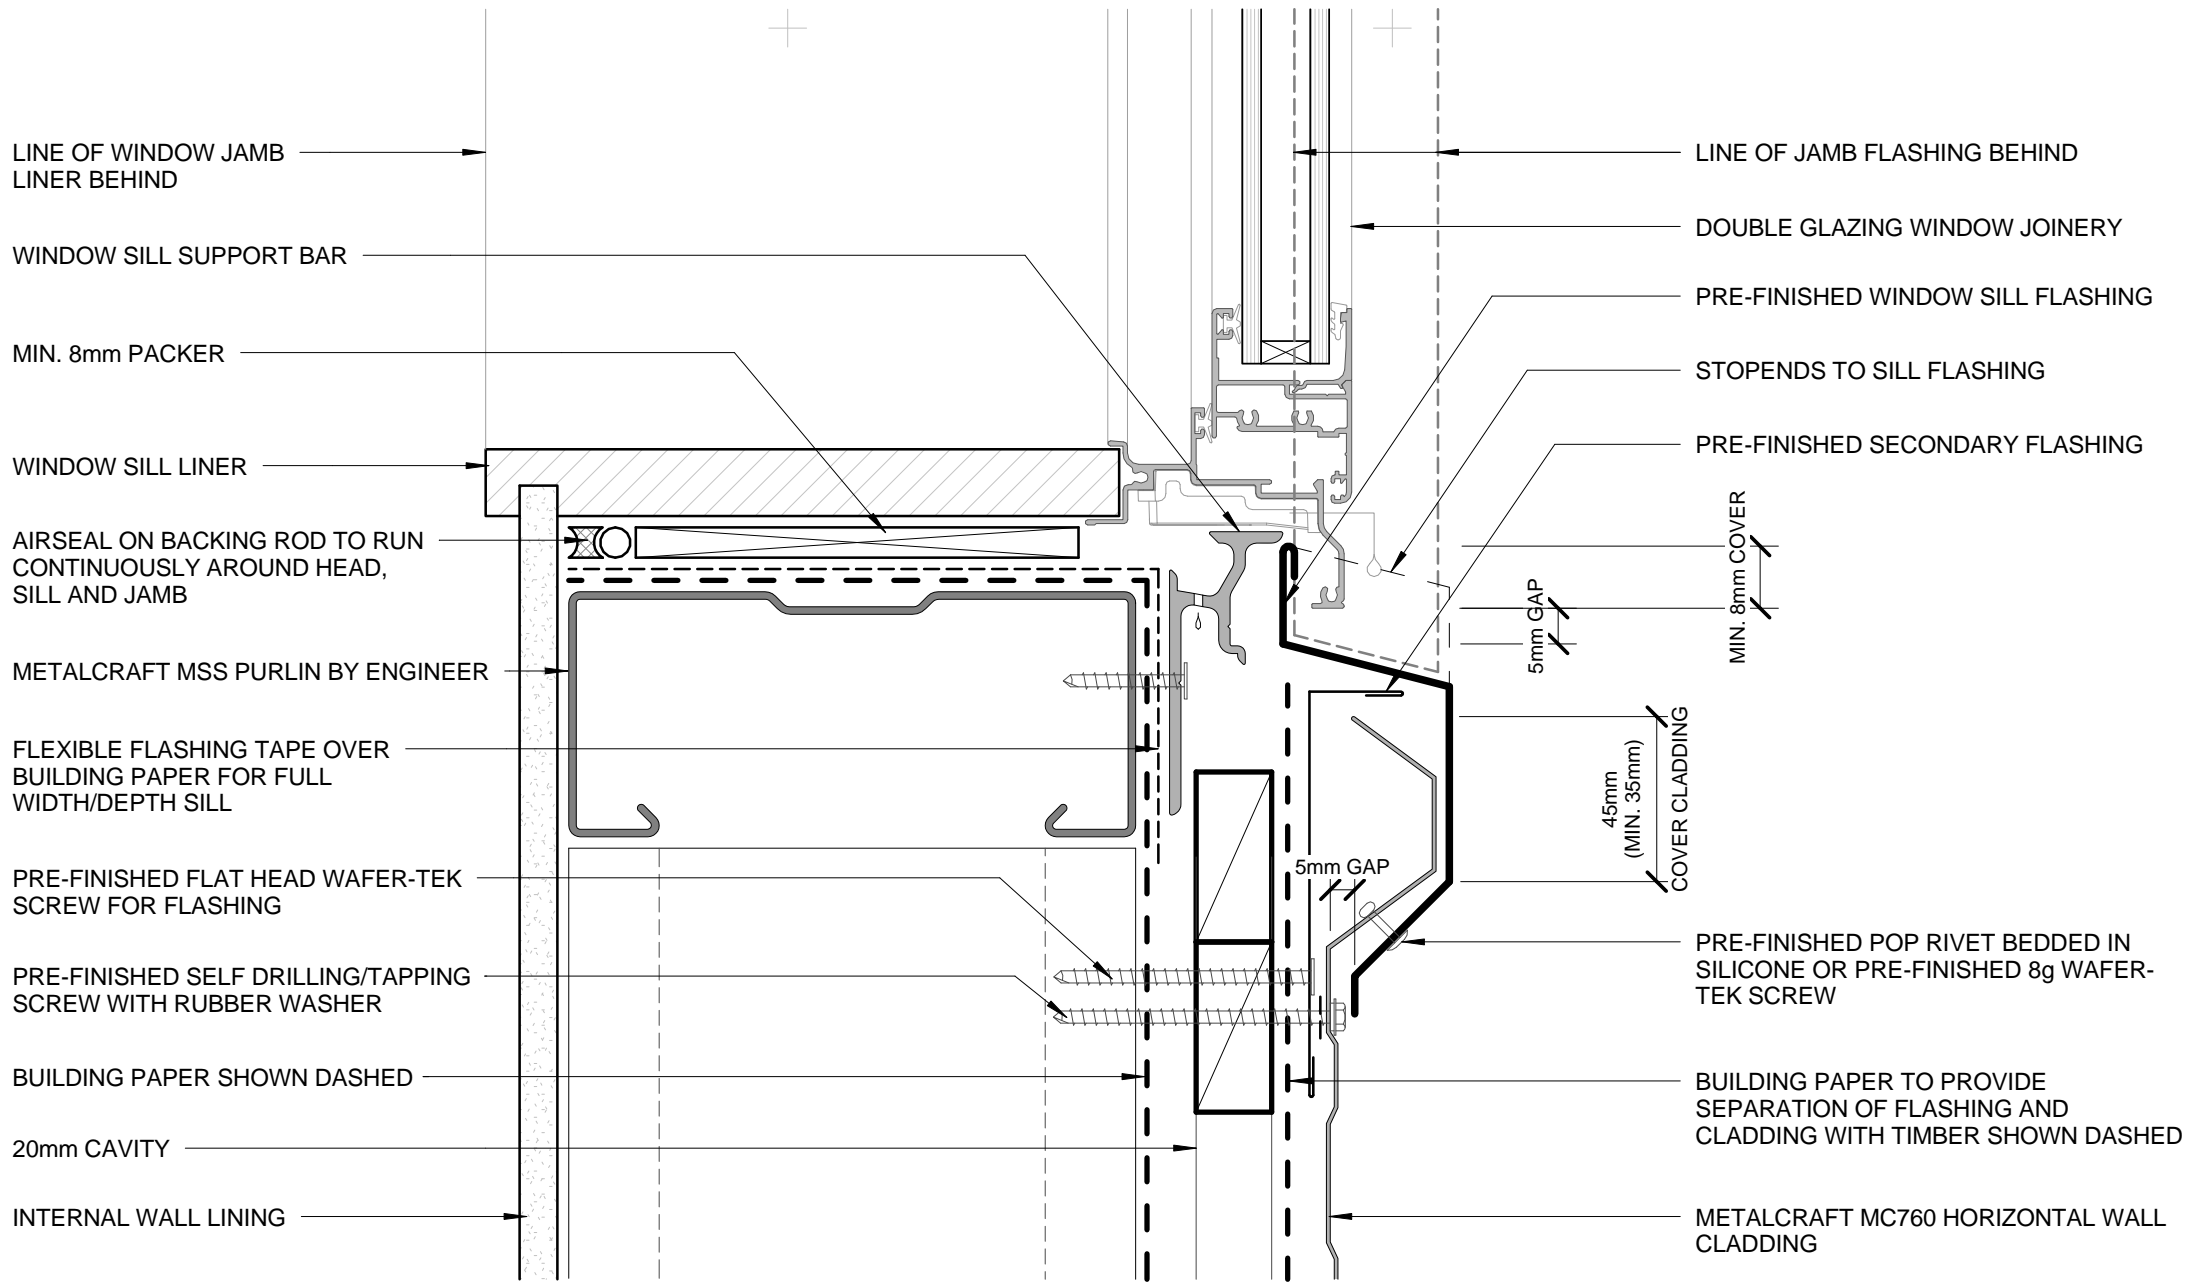 LINE OF WINDOW JAMB
LINER BEHIND
WINDOW SILL SUPPORT BAR
MIN. 8mm PACKER
WINDOW SILL LINER
AIRSEAL ON BACKING ROD TO RUN
CONTINUOUSLY AROUND HEAD,
SILL AND JAMB
METALCRAFT MSS PURLIN BY ENGINEER
FLEXIBLE FLASHING TAPE OVER
BUILDING PAPER FOR FULL
WIDTH/DEPTH SILL
PRE-FINISHED FLAT HEAD WAFER-TEK
SCREW FOR FLASHING
PRE-FINISHED SELF DRILLING/TAPPING
SCREW WITH RUBBER WASHER
BUILDING PAPER SHOWN DASHED
20mm CAVITY
INTERNAL WALL LINING
LINE OF JAMB FLASHING BEHIND
DOUBLE GLAZING WINDOW JOINERY
PRE-FINISHED WINDOW SILL FLASHING
STOPENDS TO SILL FLASHING
PRE-FINISHED SECONDARY FLASHING
MIN. 8mm COVER
5mm GAP
45mm
(MIN. 35mm)
COVER CLADDING
5mm GAP
PRE-FINISHED POP RIVET BEDDED IN
SILICONE OR PRE-FINISHED 8g WAFER-
TEK SCREW
BUILDING PAPER TO PROVIDE
SEPARATION OF FLASHING AND
CLADDING WITH TIMBER SHOWN DASHED
METALCRAFT MC760 HORIZONTAL WALL
CLADDING